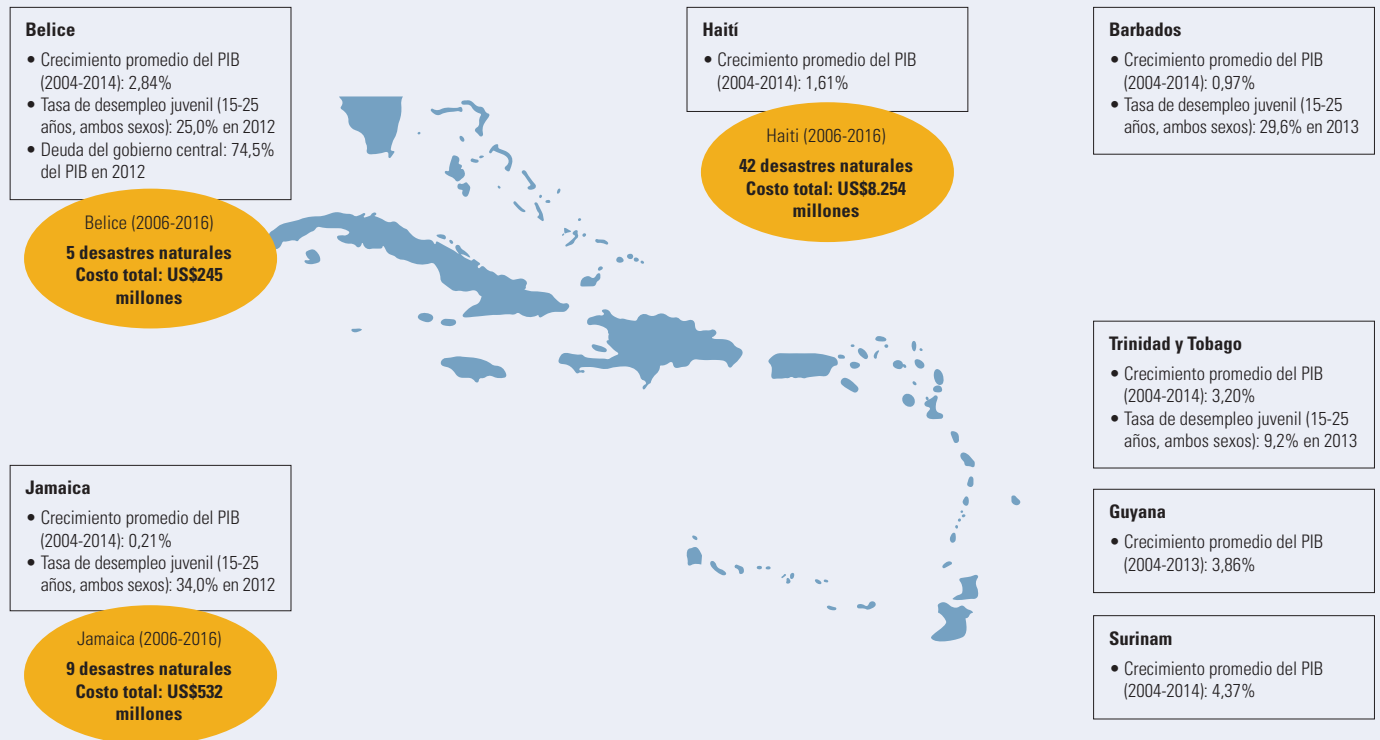 Belice
• Crecimiento promedio del PIB
(2004-2014): 2,84%
• Tasa de desempleo juvenil (15-25
años, ambos sexos): 25,0% en 2012
• Deuda del gobierno central: 74,5%
del PIB en 2012
Belice (2006-2016)
5 desastres naturales
Costo total: US$245
millones
Haití
• Crecimiento promedio del PIB
(2004-2014): 1,61%
Haiti (2006-2016)
42 desastres naturales
Costo total: US$8.254
millones
Barbados
• Crecimiento promedio del PIB
(2004-2014): 0,97%
• Tasa de desempleo juvenil (15-25
años, ambos sexos): 29,6% en 2013
Trinidad y Tobago
• Crecimiento promedio del PIB
(2004-2014): 3,20%
• Tasa de desempleo juvenil (15-25
años, ambos sexos): 9,2% en 2013
Jamaica
• Crecimiento promedio del PIB
(2004-2014): 0,21%
• Tasa de desempleo juvenil (15-25
años, ambos sexos): 34,0% en 2012
Jamaica (2006-2016)
9 desastres naturales
Costo total: US$532
millones
Guyana
• Crecimiento promedio del PIB
(2004-2013): 3,86%
Surinam
• Crecimiento promedio del PIB
(2004-2014): 4,37%